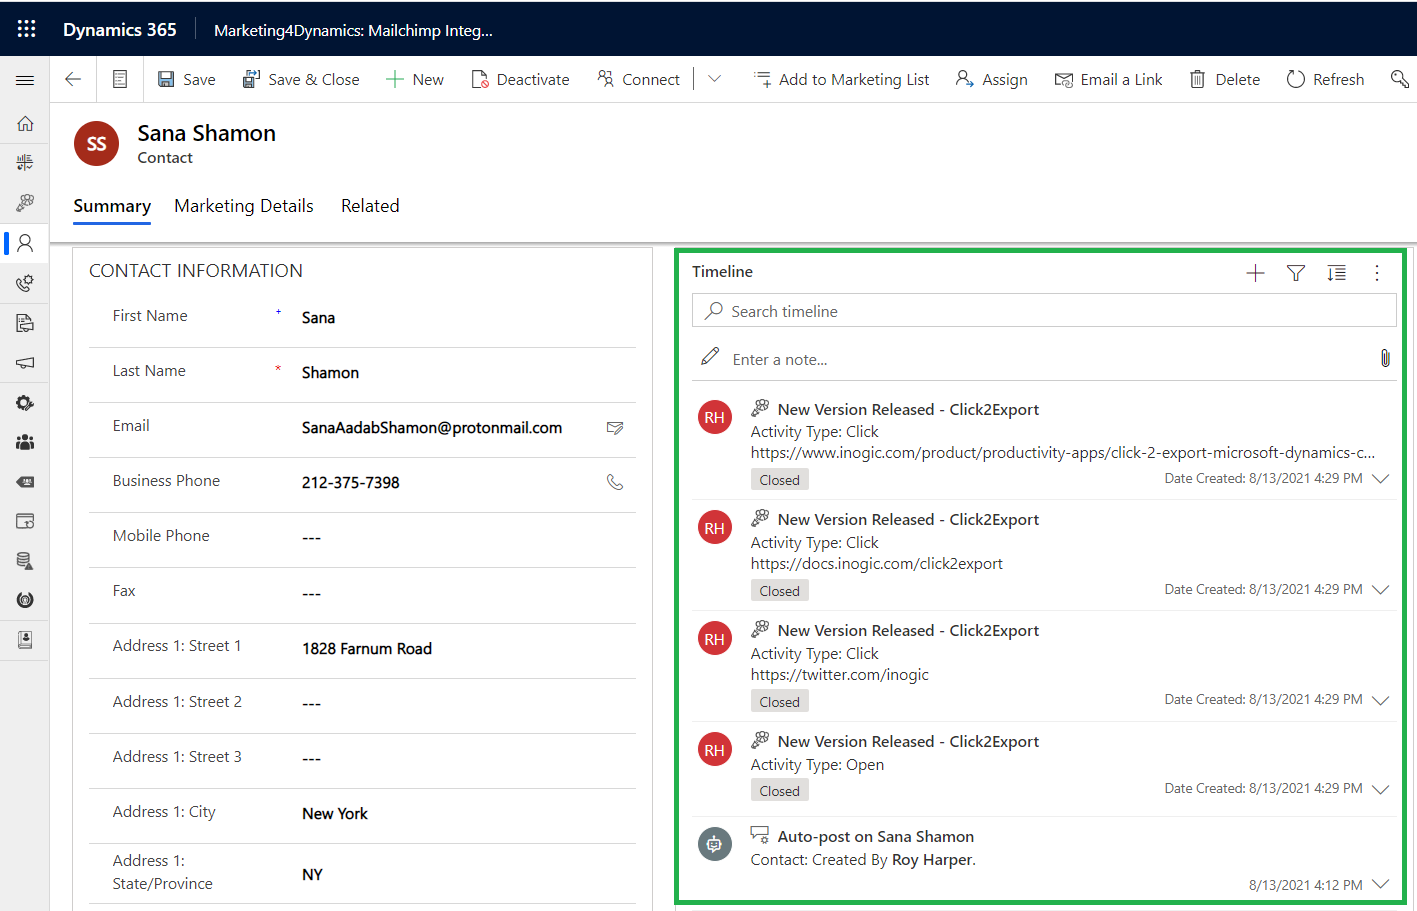 Dynamics 365
Marketing4Dynamics: Mailchimp Integ...
Save
Save & Close
New
Deactivate
Connect
Add to Marketing List
Assign
Email a Link
Delete
Refresh
SS
Sana Shamon
Contact
Summary
Marketing Details
Related
CONTACT INFORMATION
First Name + Sana
Last Name * Shamon
Email SanaAadabShamon@protonmail.com
Business Phone 212-375-7398
Mobile Phone ---
Fax ---
Address 1: Street 1 1828 Farnum Road
Address 1: Street 2 ---
Address 1: Street 3 ---
Address 1: City New York
Address 1:
State/Province NY
Timeline
Search timeline
Enter a note...
RH
New Version Released - Click2Export
Activity Type: Click
https://www.inogic.com/product/productivity-apps/click-2-export-microsoft-dynamics-c...
Closed
Date Created: 8/13/2021 4:29 PM
RH
New Version Released - Click2Export
Activity Type: Click
https://docs.inogic.com/click2export
Closed
Date Created: 8/13/2021 4:29 PM
RH
New Version Released - Click2Export
Activity Type: Click
https://twitter.com/inogic
Closed
Date Created: 8/13/2021 4:29 PM
RH
New Version Released - Click2Export
Activity Type: Open
Closed
Date Created: 8/13/2021 4:29 PM
Auto-post on Sana Shamon
Contact: Created By Roy Harper.
8/13/2021 4:12 PM